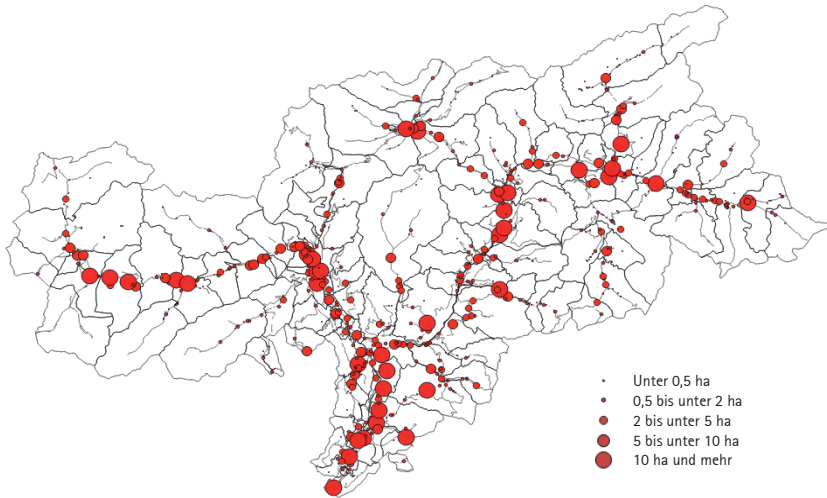 Unter 0,5 ha
0,5 bis unter 2 ha
2 bis unter 5 ha
5 bis unter 10 ha
10 ha und mehr